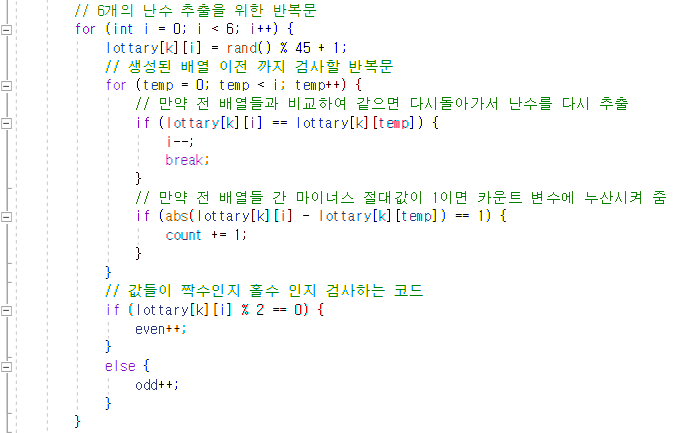 // 6개의 난수 추출을 위한 반복문
for (int i = 0; i < 6; i++) {
lottary[k][i] = rand() % 45 + 1;
// 생성된 배열 이전 까지 검사할 반복문
for (temp = 0; temp < i; temp++) {
// 만약 전 배열들과 비교하여 같으면 다시돌아가서 난수를 다시 추출
if (lottary[k][i] == lottary[k][temp]) {
i--;
break;
}
// 만약 전 배열들 간 마이너스 절대값이 1이면 카운트 변수에 누산시켜 줌
if (abs(lottary[k][i] - lottary[k][temp]) == 1) {
count += 1;
}
}
// 값들이 짝수인지 홀수 인지 검사하는 코드
if (lottary[k][i] % 2 == 0) {
even++;
}
else {
odd++;
}
}